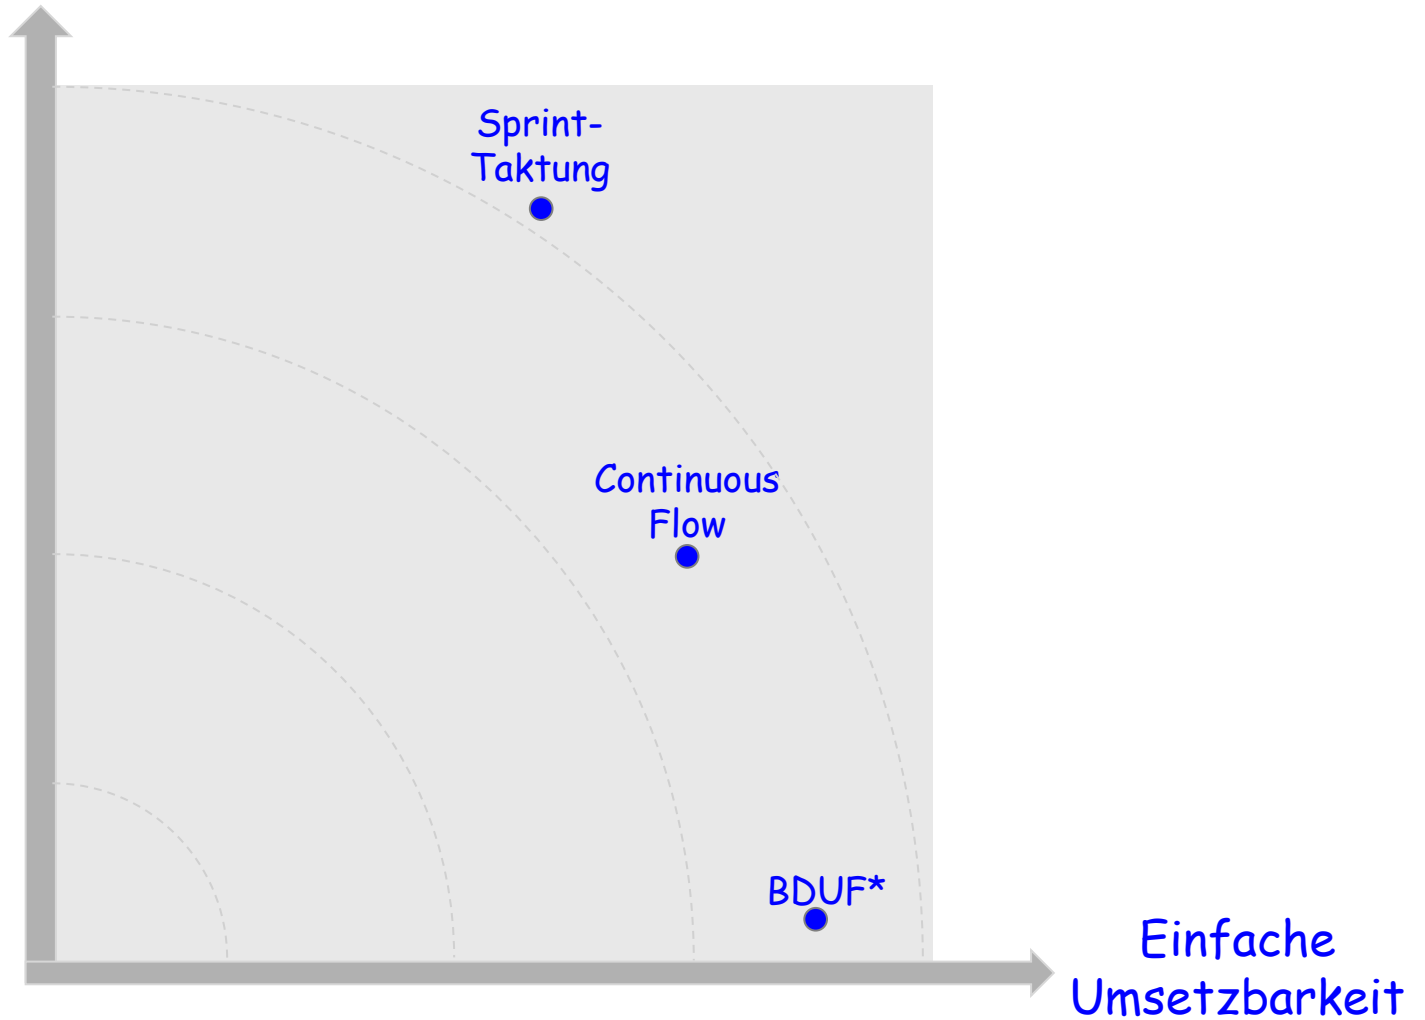 Sprint-
Taktung
Continuous
Flow
BDUF*
Einfache
Umsetzbarkeit